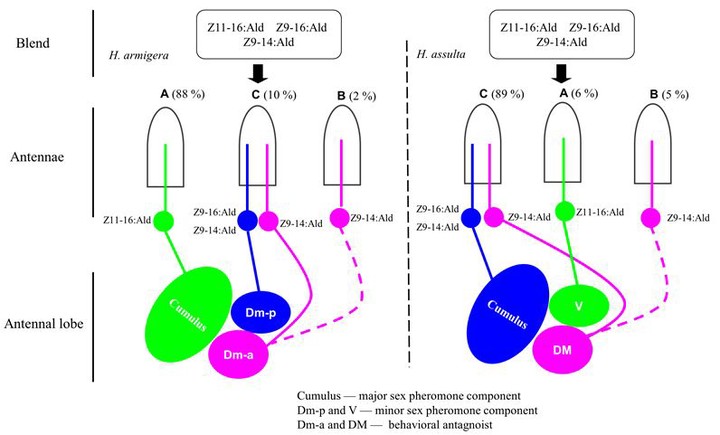 Blend
Z11-16:Ald Z9-16:Ald
Z9-14:Ald
H. armigera
A (88 %)
C (10 %)
B (2 %)
Antennae
Z11-16:Ald
Z9-16:Ald
Z9-14:Ald
Z9-14:Ald
Z9-14:Ald
Antennal lobe
Cumulus
Dm-p
Dm-a
Z11-16:Ald Z9-16:Ald
Z9-14:Ald
H. assulta
C (89 %)
A (6 %)
B (5 %)
Z9-16:Ald
Z9-14:Ald
Z9-14:Ald
Z11-16:Ald
Z9-14:Ald
Cumulus
V
DM
Cumulus — major sex pheromone component
Dm-p and V — minor sex pheromone component
Dm-a and DM — behavioral antagnoist